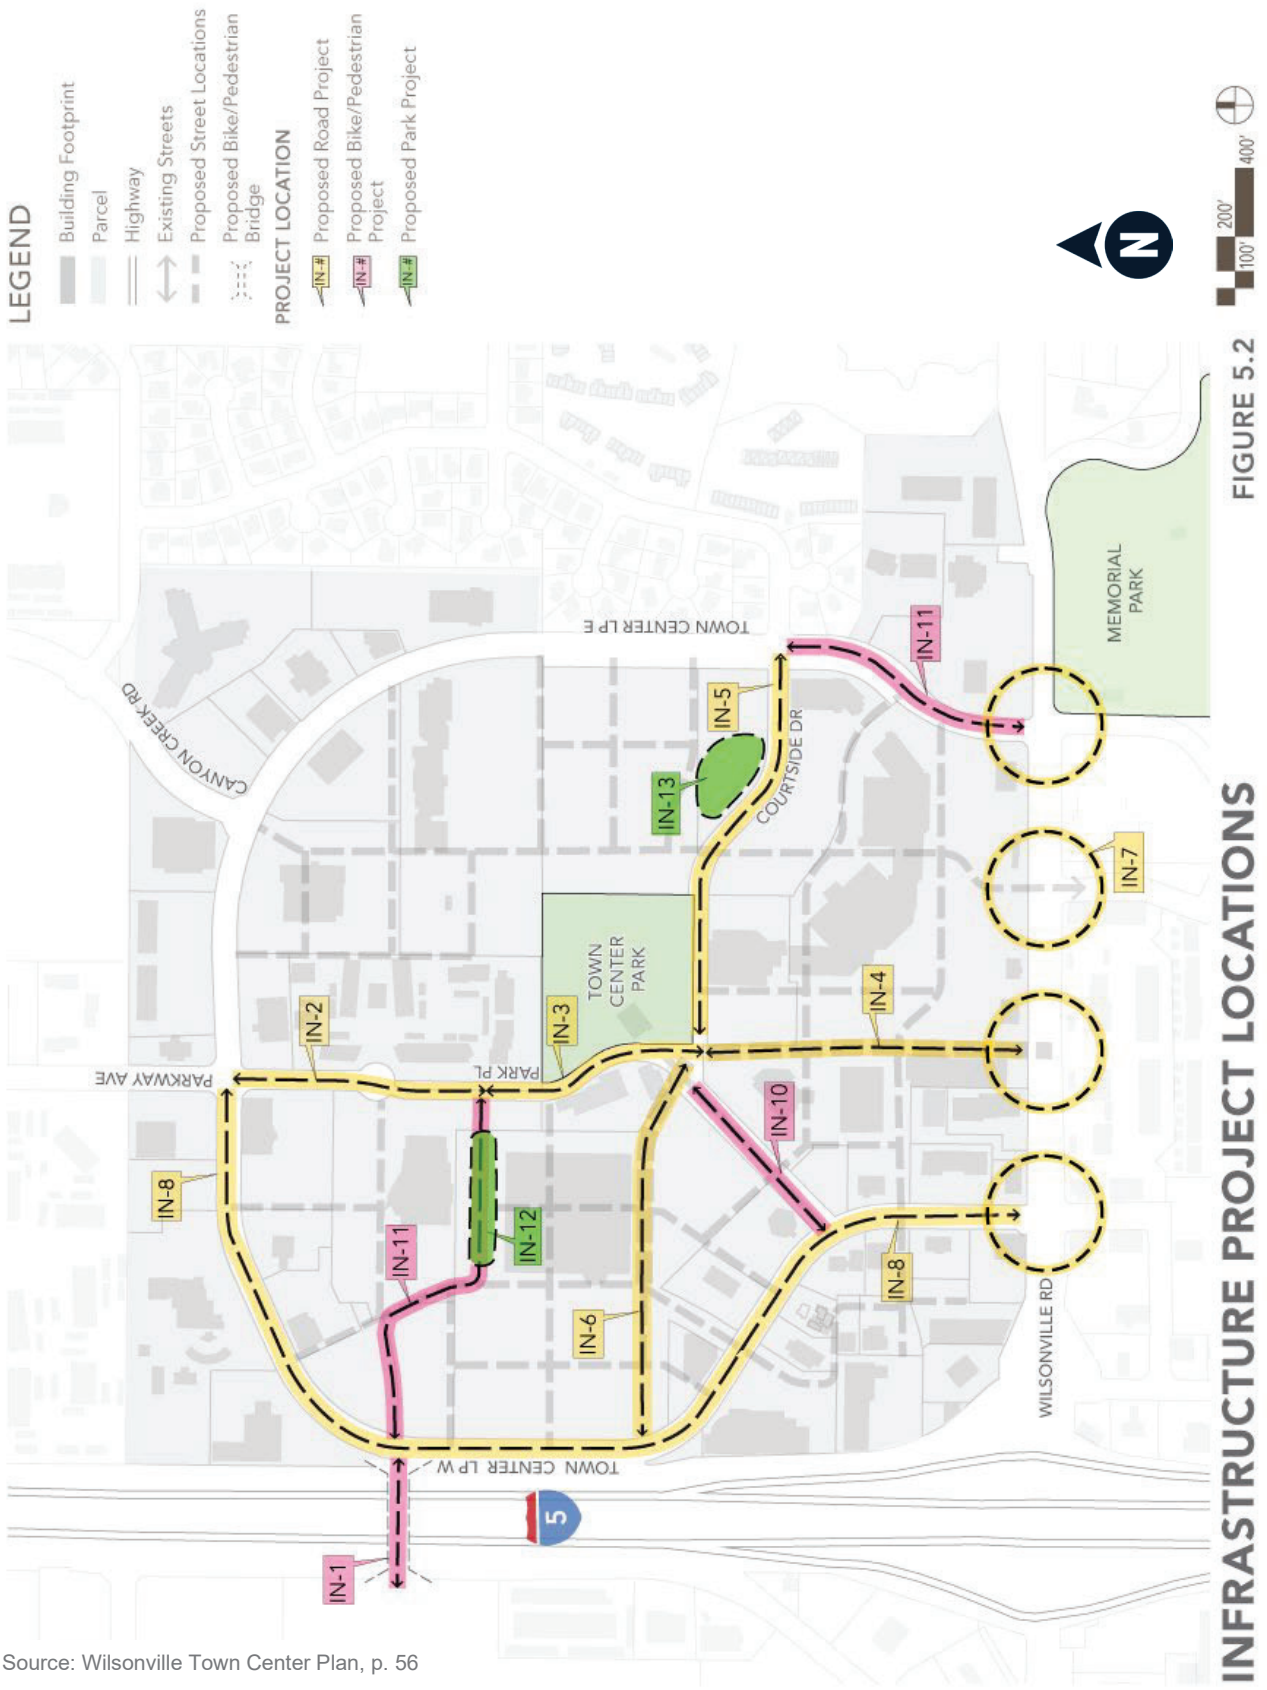 LEGEND
Building Footprint
Parcel
Highway
Existing Streets
Proposed Street Locations
Proposed Bike/Pedestrian
Bridge
PROJECT LOCATION
IN-# Proposed Road Project
IN-# Proposed Bike/Pedestrian
Project
IN-# Proposed Park Project
N
100' 200' 400'
CANYON CREEK RD
PARKWAY AVE
TOWN CENTER LP E
PARK PL
TOWN
CENTER
PARK
COURTSIDE DR
MEMORIAL
PARK
WILSONVILLE RD
TOWN CENTER LP W
5
IN-1
IN-2
IN-3
IN-4
IN-5
IN-6
IN-7
IN-8
IN-8
IN-10
IN-11
IN-11
IN-12
IN-13
INFRASTRUCTURE PROJECT LOCATIONS
FIGURE 5.2
Source: Wilsonville Town Center Plan, p. 56